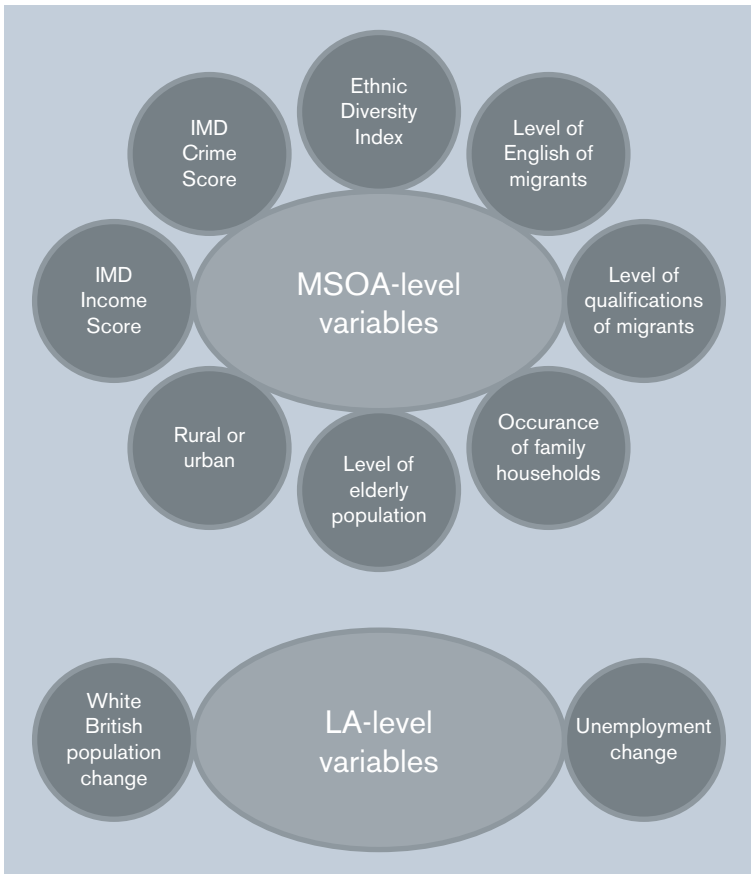 Ethnic
Diversity
Index
IMD
Crime
Score
Level of
English of
migrants
IMD
Income
Score
MSOA-level
variables
Level of
qualifications
of migrants
Rural or
urban
Level of
elderly
population
Occurance
of family
households
White
British
population
change
LA-level
variables
Unemployment
change